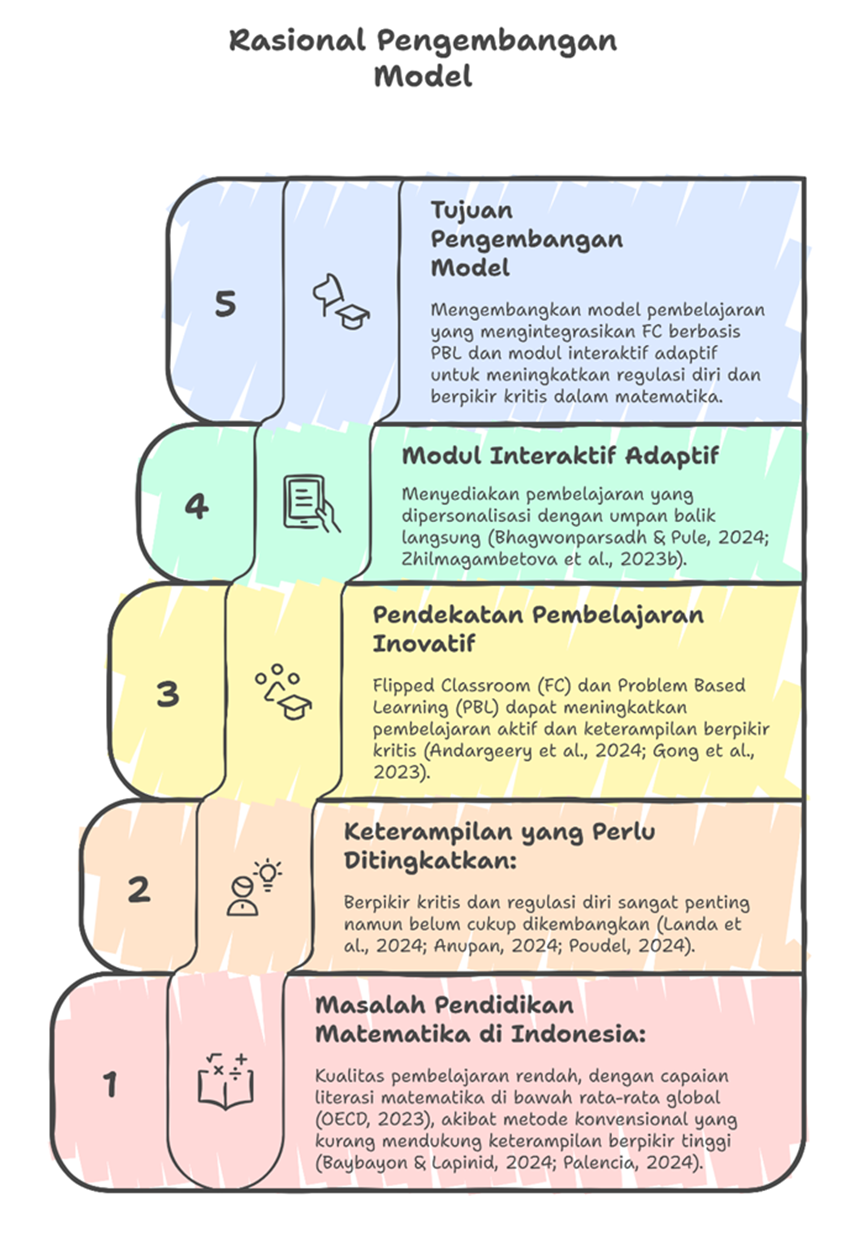 Rasional Pengembangan
Model
5
Tujuan
Pengembangan
Model
Mengembangkan model pembelajaran
yang mengintegrasikan FC berbasis
PBL dan modul interaktif adaptif
untuk meningkatkan regulasi diri dan
berpikir kritis dalam matematika.
4
Modul Interaktif Adaptif
Menyediakan pembelajaran yang
dipersonalisasi dengan umpan balik
langsung (Bhagwonparsadh & Pule, 2024;
Zhilmagambetova et al., 2023b).
3
Pendekatan Pembelajaran
Inovatif
Flipped Classroom (FC) dan Problem Based
Learning (PBL) dapat meningkatkan
pembelajaran aktif dan keterampilan berpikir
kritis (Andargeery et al., 2024; Gong et al.,
2023).
2
Keterampilan yang Perlu
Ditingkatkan:
Berpikir kritis dan regulasi diri sangat penting
namun belum cukup dikembangkan (Landa et
al., 2024; Anupan, 2024; Poudel, 2024).
1
Masalah Pendidikan
Matematika di Indonesia:
Kualitas pembelajaran rendah, dengan capaian
literasi matematika di bawah rata-rata global
(OECD, 2023), akibat metode konvensional yang
kurang mendukung keterampilan berpikir tinggi
(Baybayon & Lapinid, 2024; Palencia, 2024).